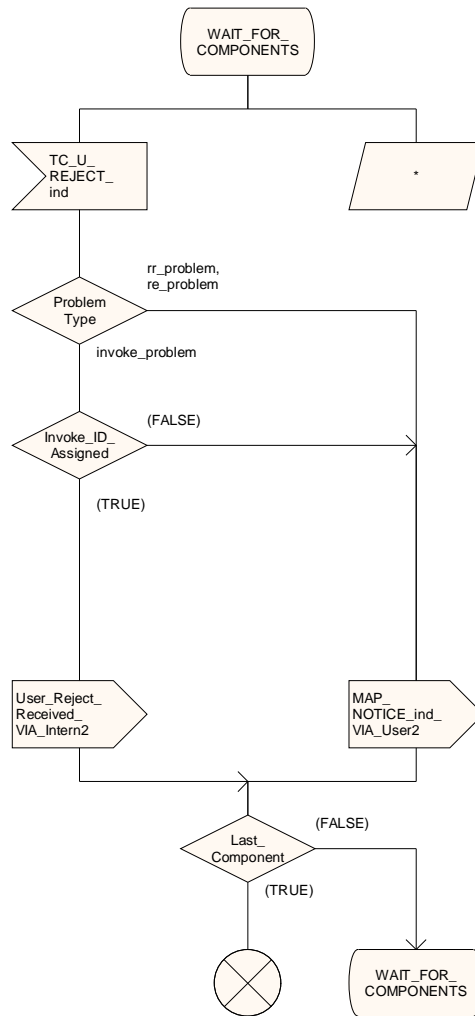 WAIT_FOR_
COMPONENTS
TC_U_
REJECT_
ind
*
rr_problem,
re_problem
Problem
Type
invoke_problem
(FALSE)
Invoke_ID_
Assigned
(TRUE)
User_Reject_
Received_
VIA_Intern2
MAP_
NOTICE_ind_
VIA_User2
(FALSE)
Last_
Component
(TRUE)
WAIT_FOR_
COMPONENTS